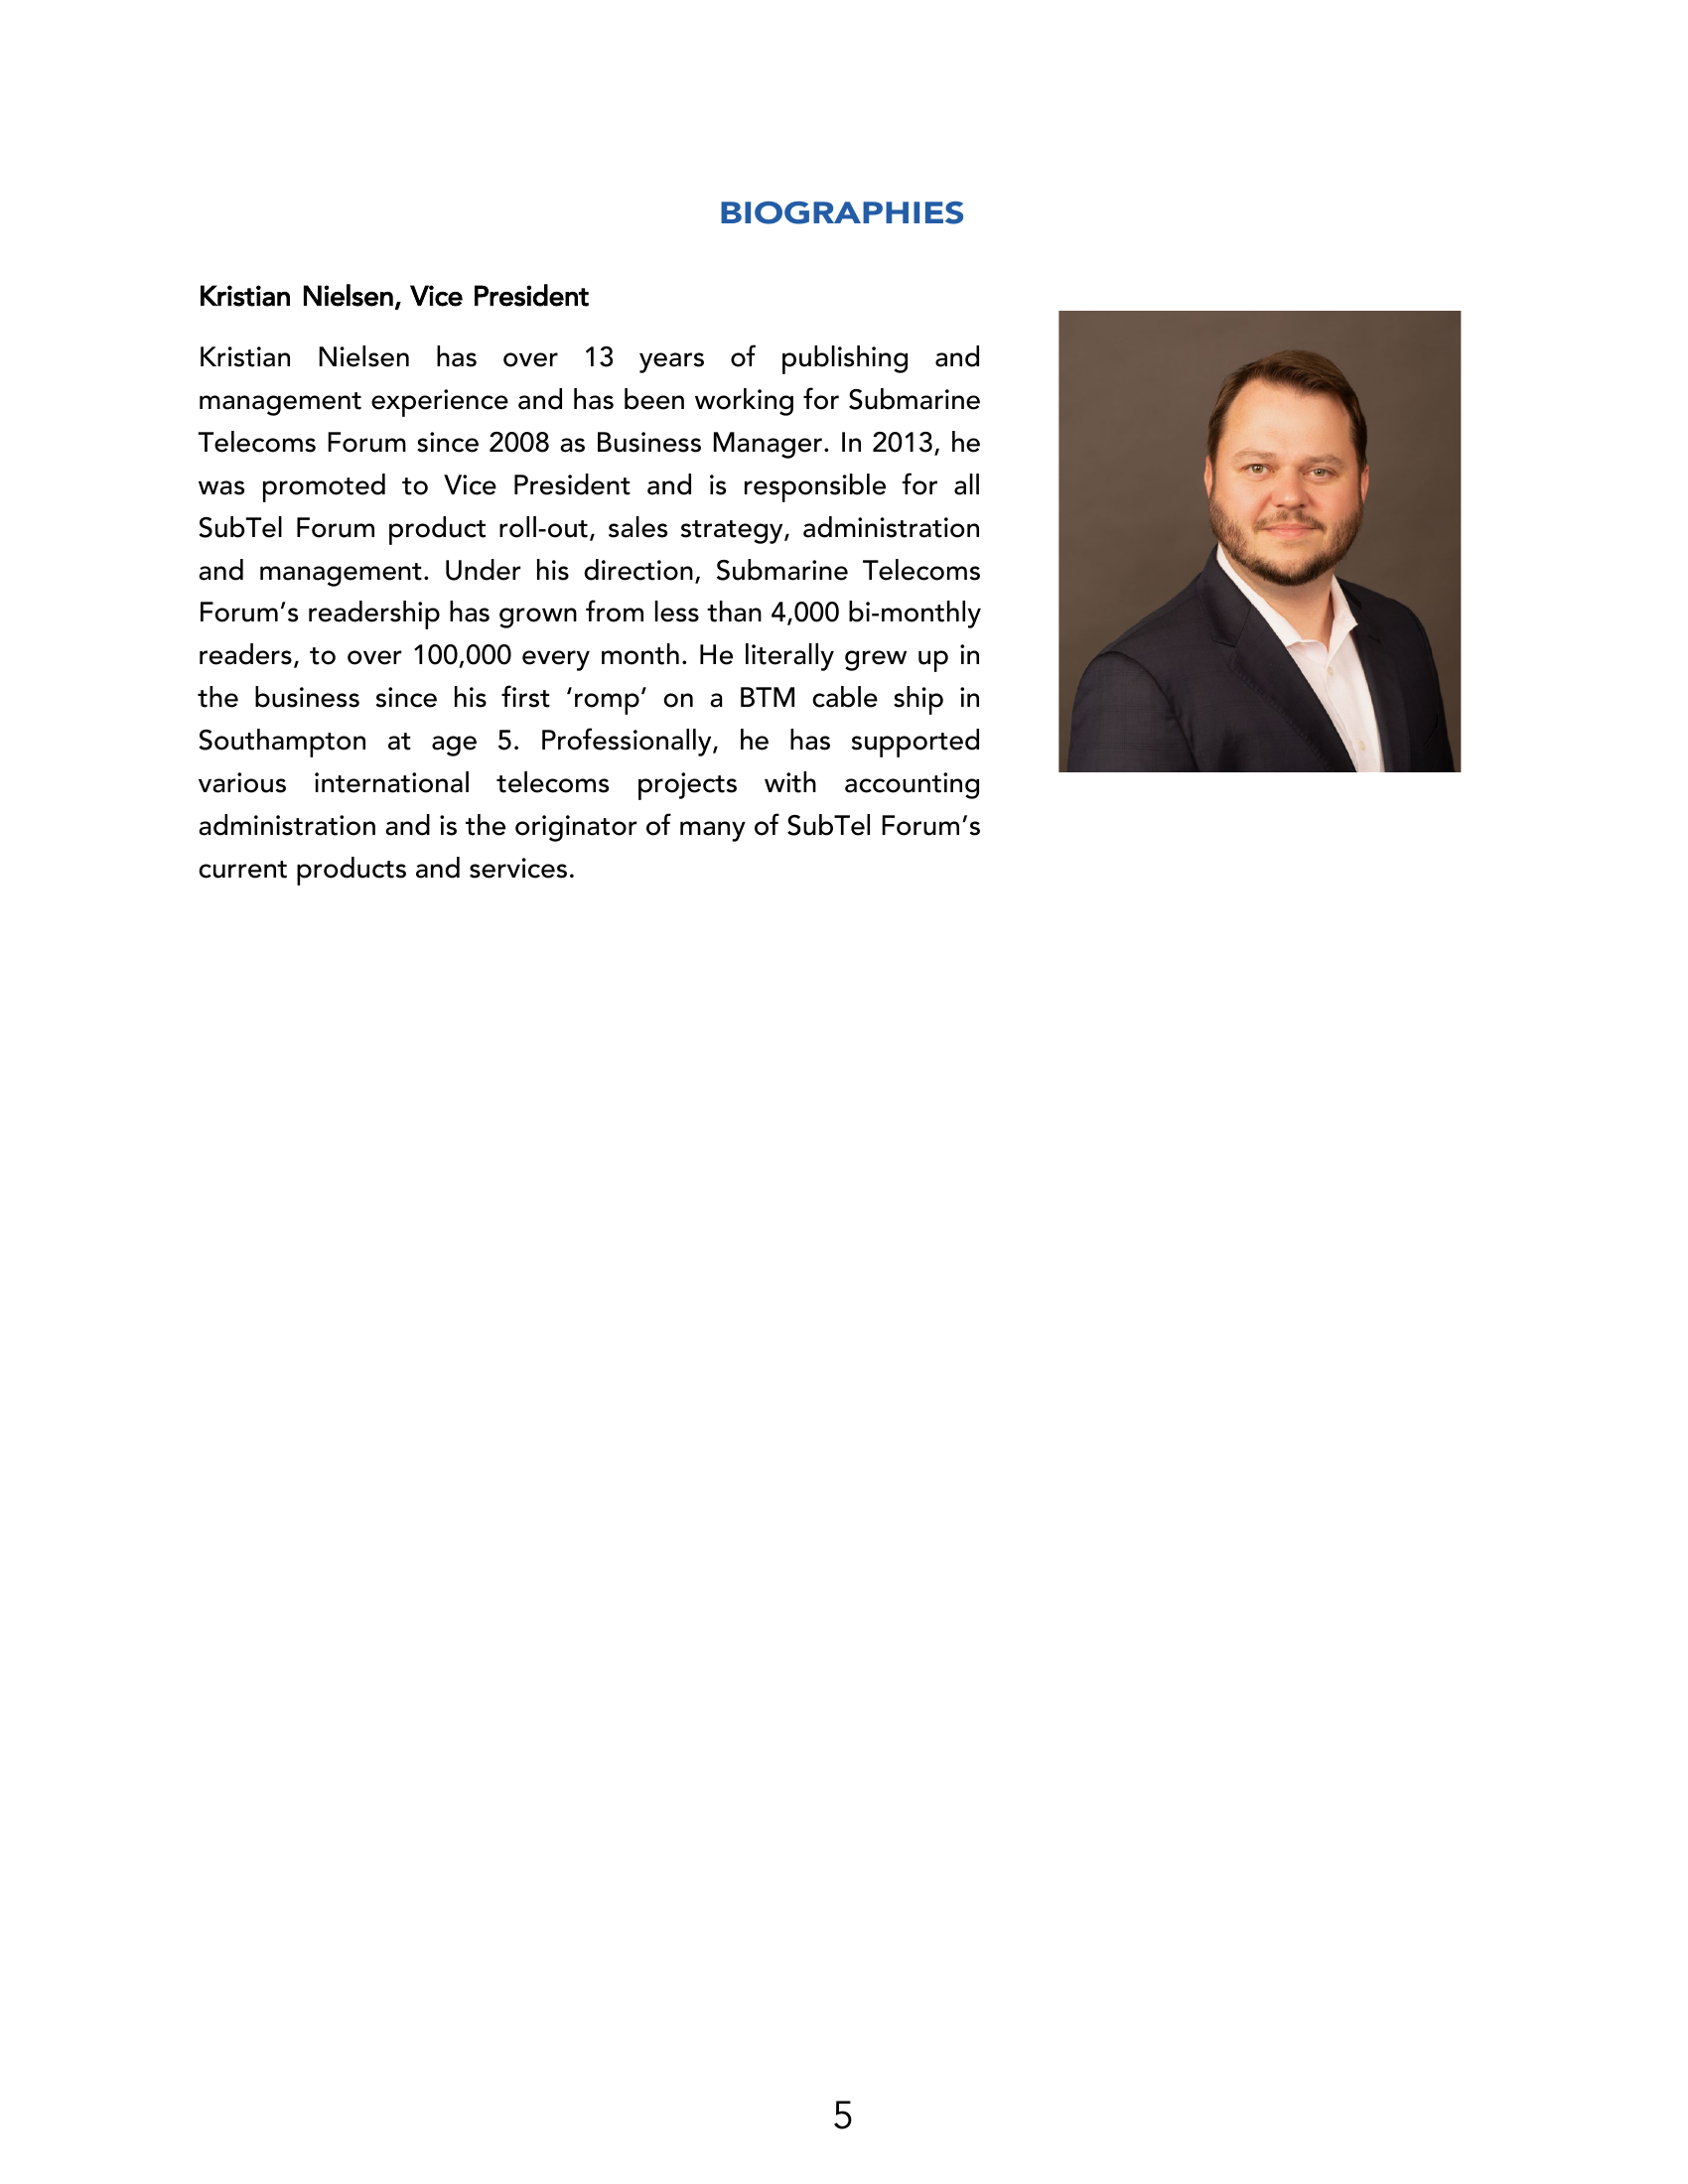 BIOGRAPHIES
Kristian Nielsen, Vice President
Kristian Nielsen has over 13 years of publishing and
management experience and has been working for Submarine
Telecoms Forum since 2008 as Business Manager. In 2013, he
was promoted to Vice President and is responsible for all
SubTel Forum product roll-out, sales strategy, administration
and management. Under his direction, Submarine Telecoms
Forum’s readership has grown from less than 4,000 bi-monthly
readers, to over 100,000 every month. He literally grew up in
the business since his first ‘romp’ on a BTM cable ship in
Southampton at age 5. Professionally, he has supported
various international telecoms projects with accounting
administration and is the originator of many of SubTel Forum’s
current products and services.
5